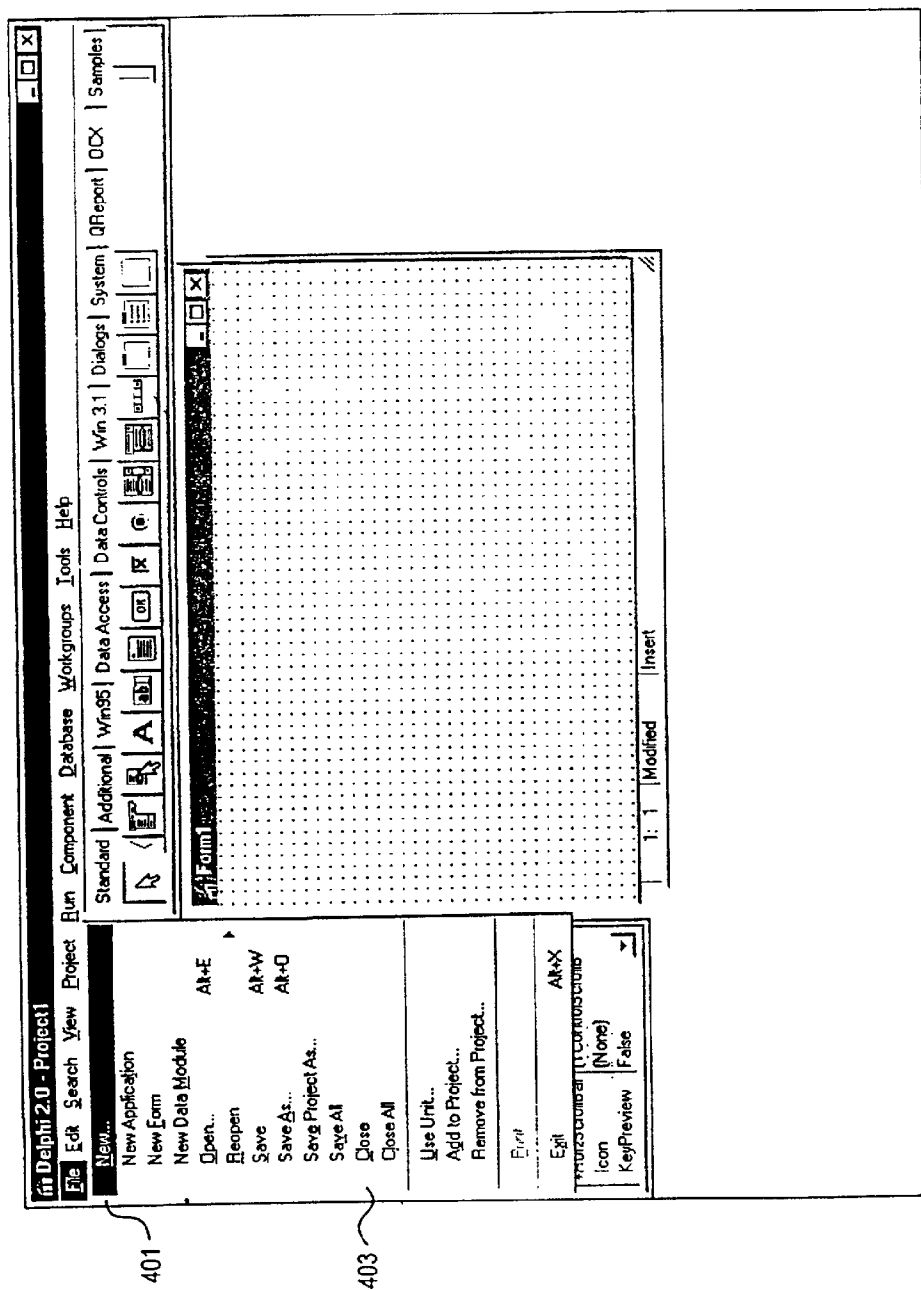 Delphi 2.0 - Project1
File Edit Search View Project Run Component Database Workgroups Tools Help
Standard | Additional | Win95 | Data Access | Data Controls | Win 3.1 | Dialogs | System | QReport | OCX | Samples
A ab OK
New...
New Application
New Form
New Data Module
Open... Alt+E
Reopen
Save Alt+W
Save As... Alt+O
Save Project As...
Save All
Close
Close All
Use Unit...
Add to Project...
Remove from Project...
Print
Exit Alt+X
Icon (None)
KeyPreview False
Form1
1: 1 Modified Insert
401
403